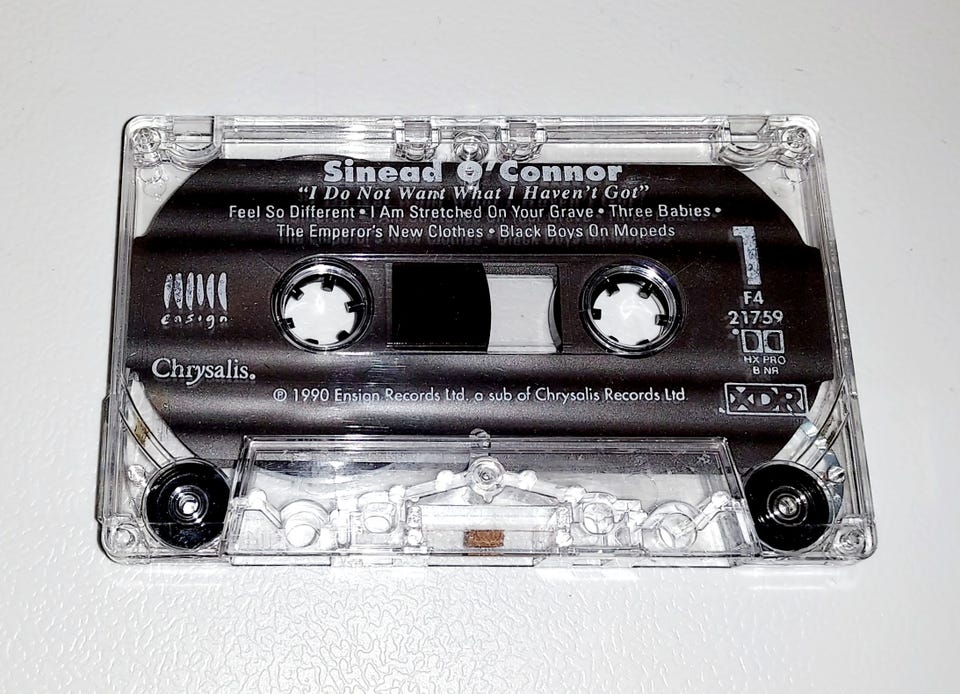 Sinead O'Connor
"I Do Not Want What I Haven't Got"
Feel So Different • I Am Stretched On Your Grave • Three Babies •
The Emperor's New Clothes • Black Boys On Mopeds
1
F4
21759
HX PRO
B NR
XDR
ensign
Chrysalis®
℗ 1990 Ensign Records Ltd. a sub of Chrysalis Records Ltd.